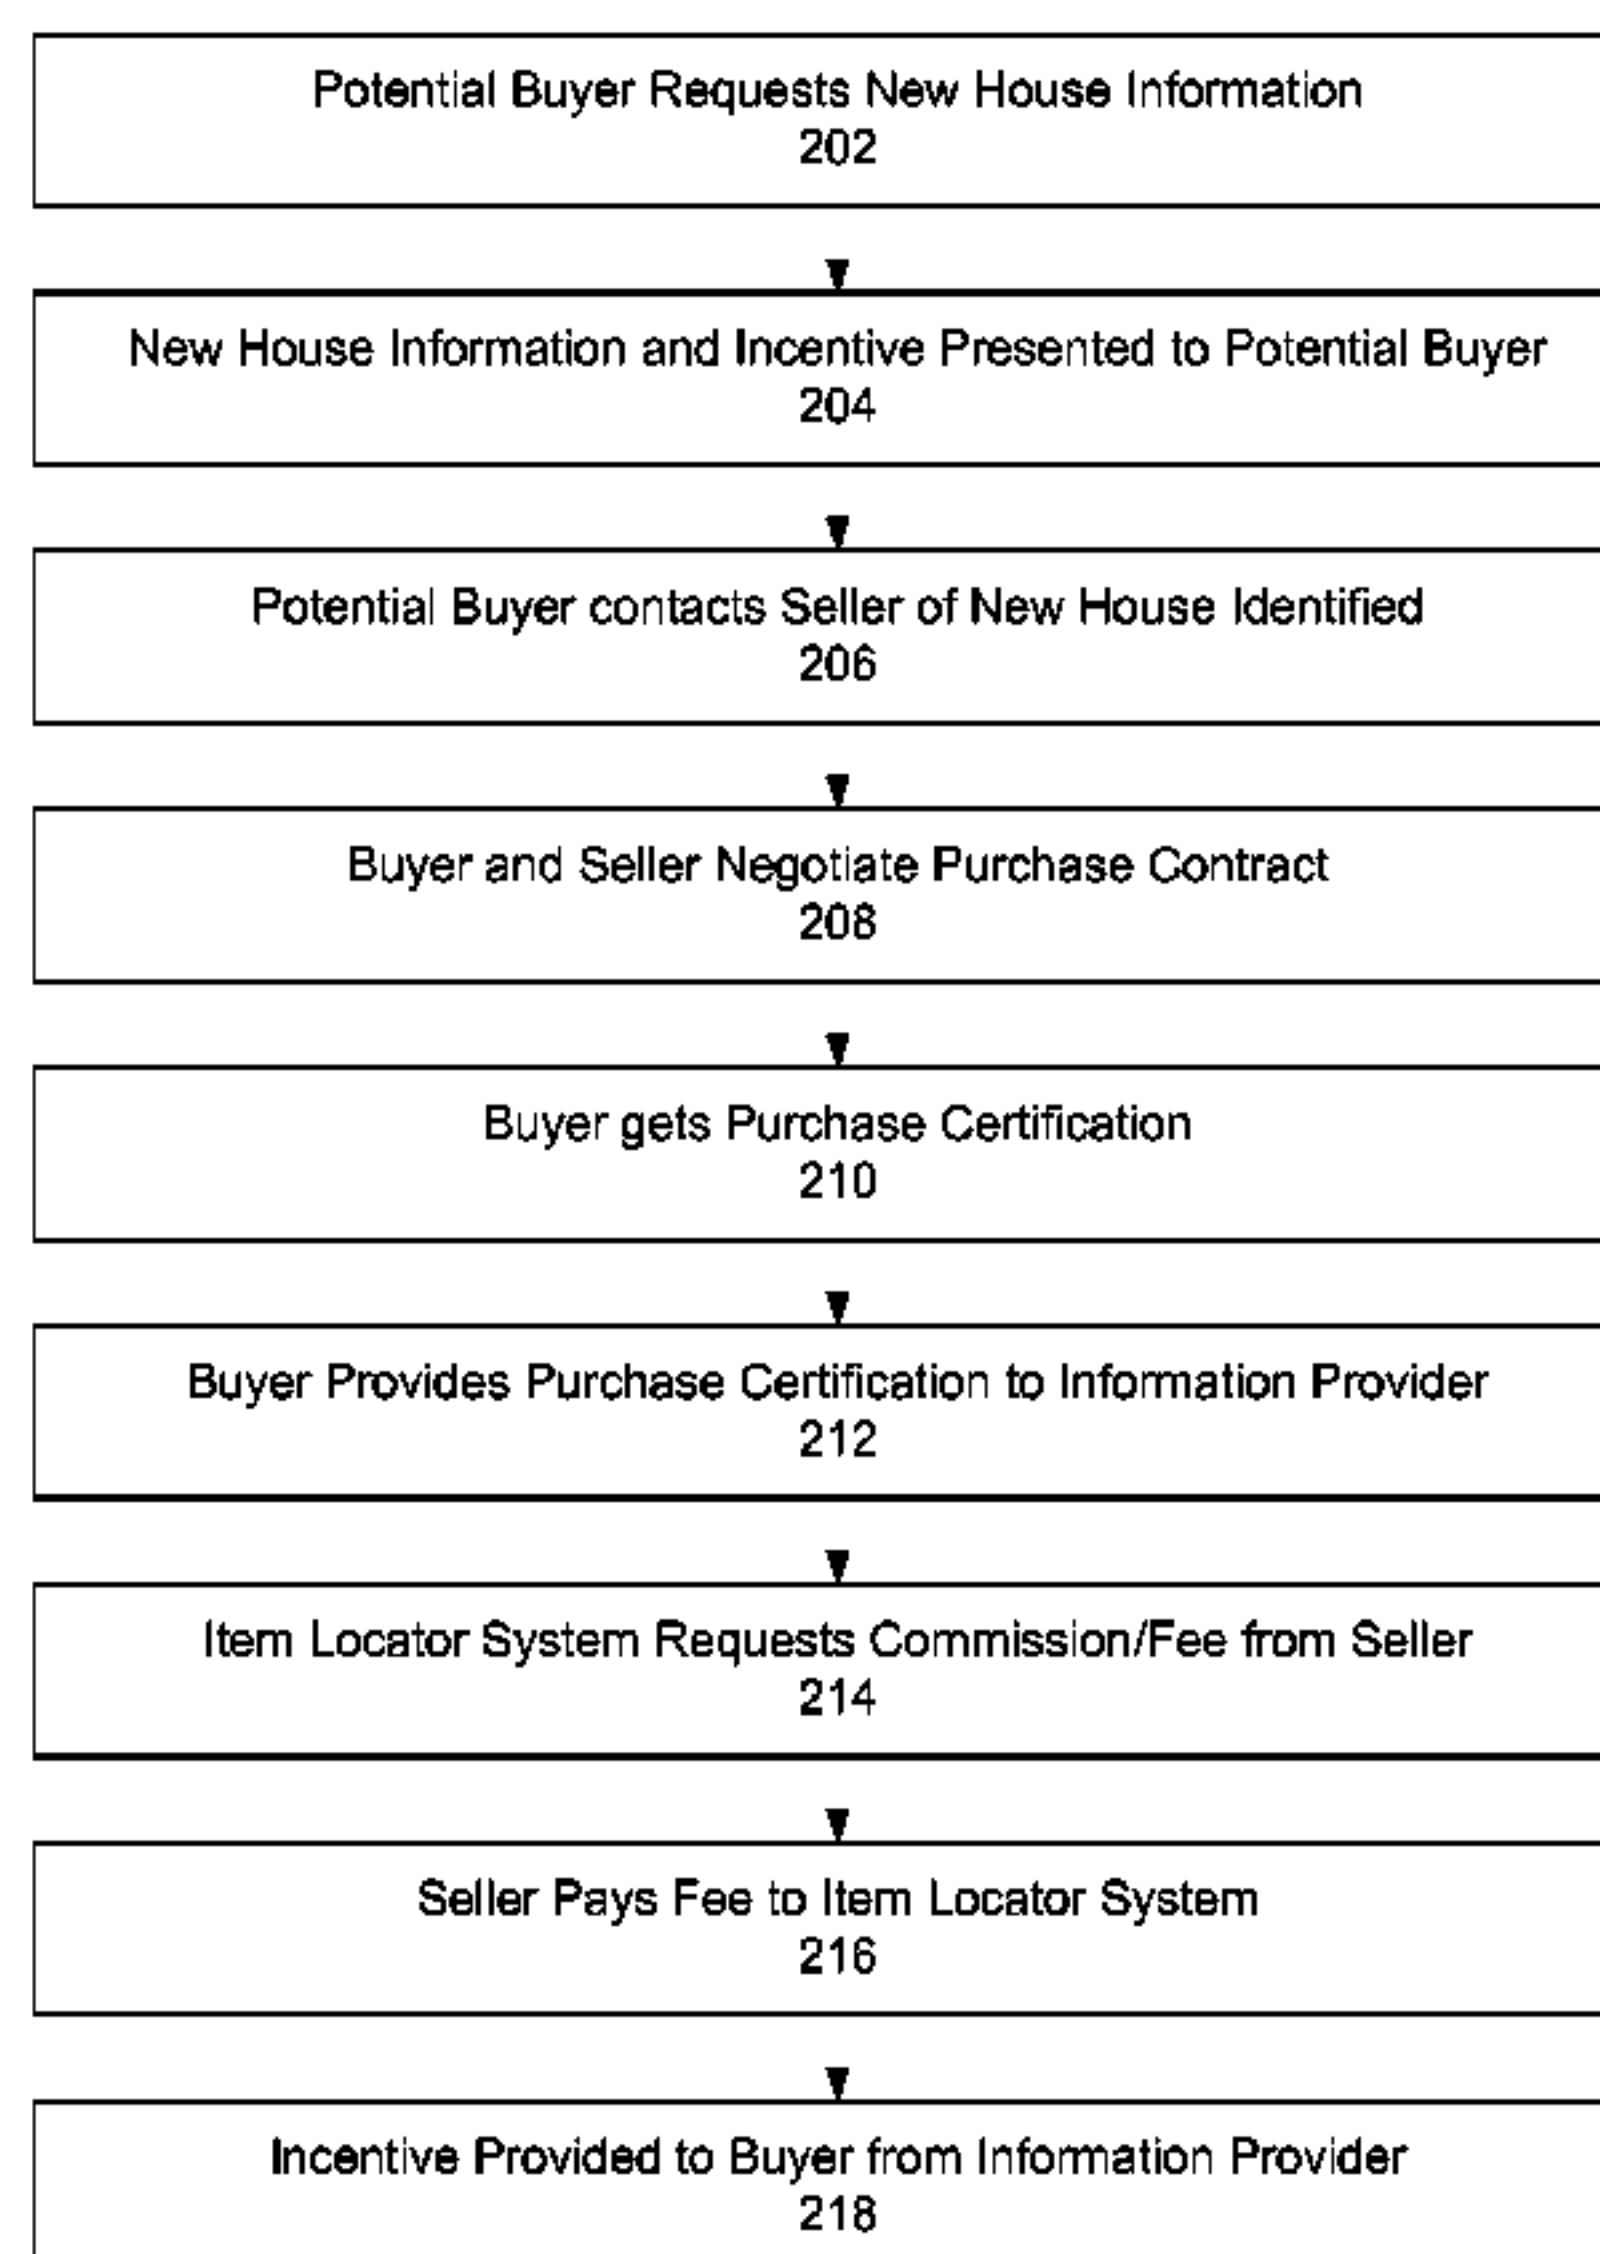 Potential Buyer Requests New House Information
202
New House Information and Incentive Presented to Potential Buyer
204
Potential Buyer contacts Seller of New House Identified
206
Buyer and Seller Negotiate Purchase Contract
208
Buyer gets Purchase Certification
210
Buyer Provides Purchase Certification to Information Provider
212
Item Locator System Requests Commission/Fee from Seller
214
Seller Pays Fee to Item Locator System
216
Incentive Provided to Buyer from Information Provider
218